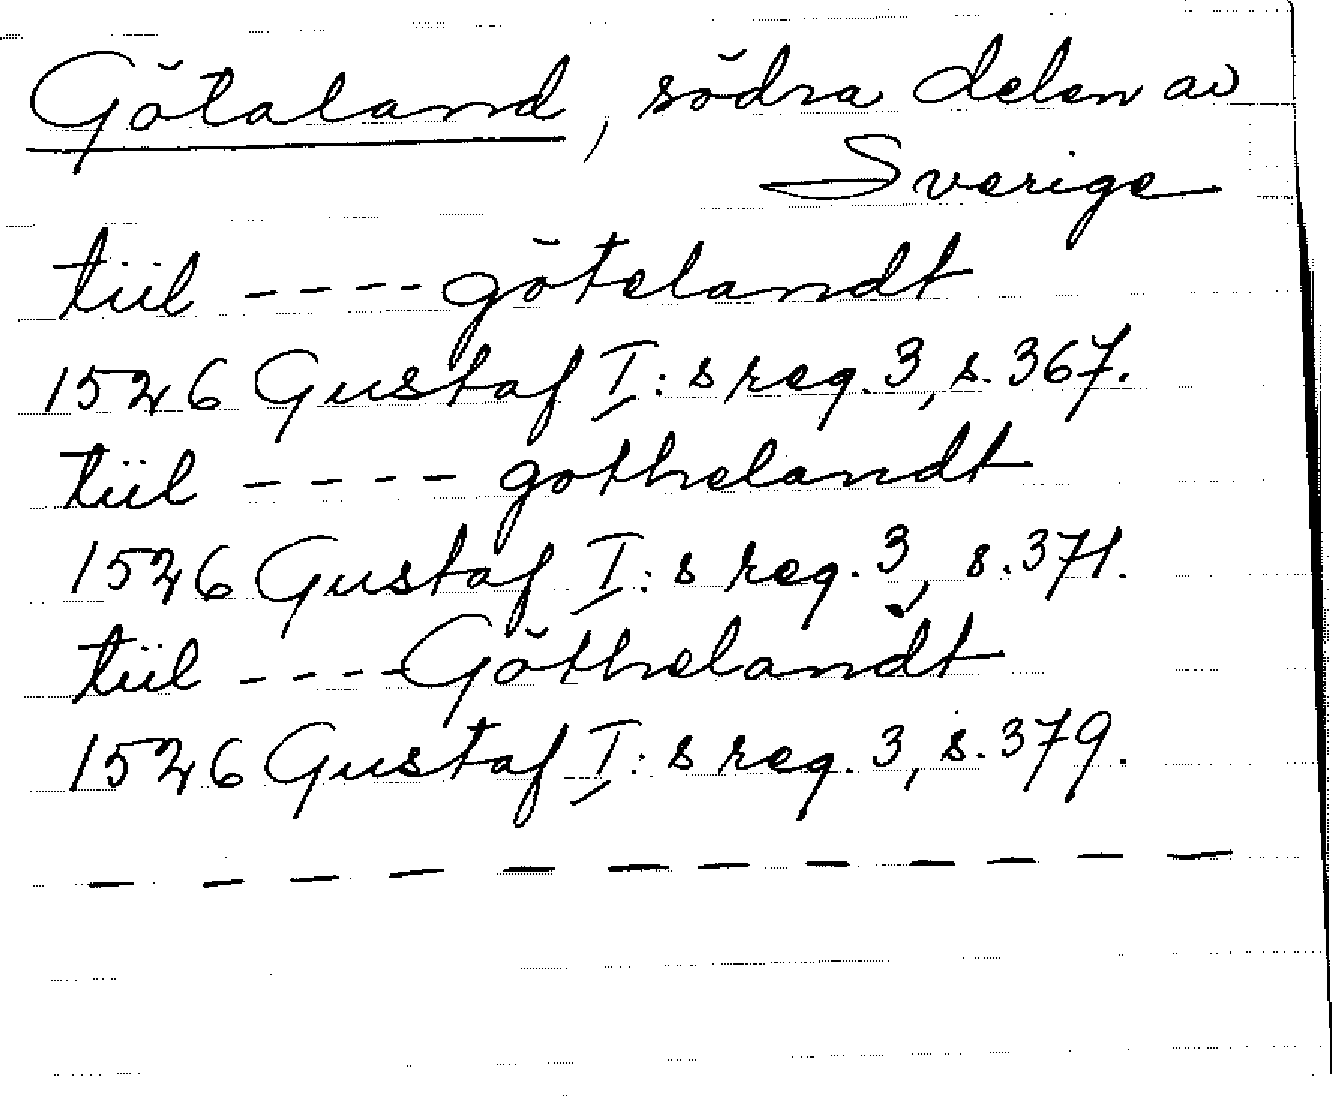 Götaland, södra delen av
Sverige
tiil ---- götelandt
1526 Gustaf I:s reg. 3, s. 367.
tiil ---- gothelandt
1526 Gustaf I:s reg. 3, s. 371.
tiil ---- Göthelandt
1526 Gustaf I:s reg. 3, s. 379.